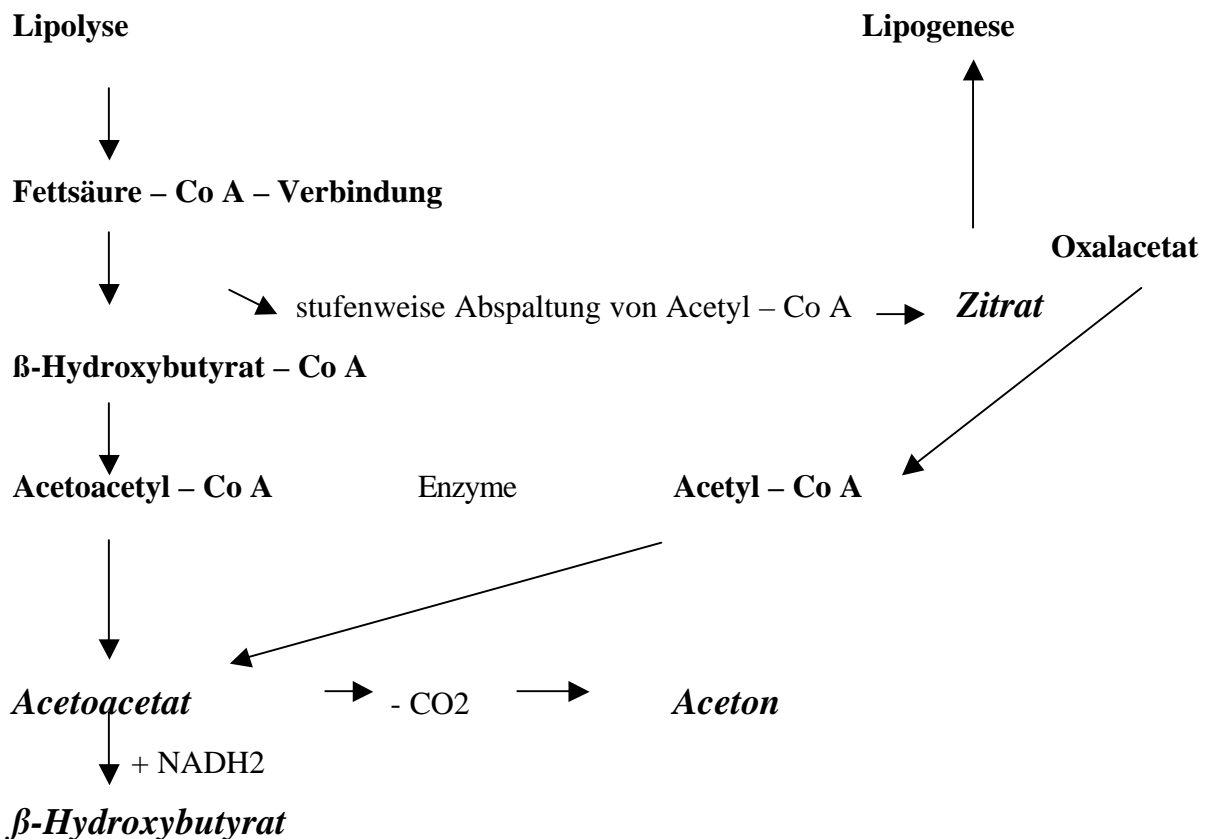 Lipolyse Lipogenese
Fettsäure – Co A – Verbindung
Oxalacetat
stufenweise Abspaltung von Acetyl – Co A Zitrat
ß-Hydroxybutyrat – Co A
Acetoacetyl – Co A Enzyme Acetyl – Co A
Acetoacetat - CO2 Aceton
+ NADH2
ß-Hydroxybutyrat